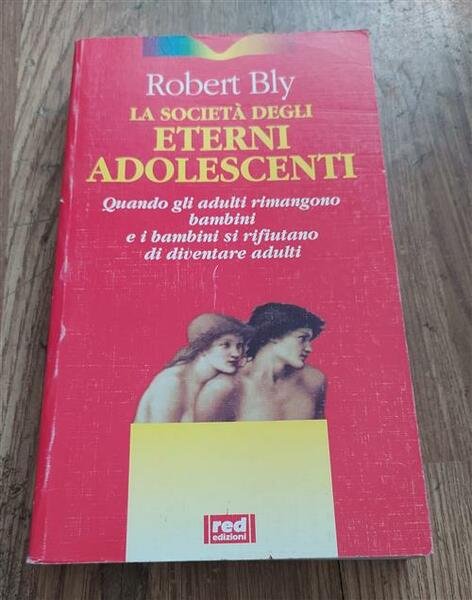 Robert Bly
LA SOCIETÀ DEGLI
ETERNI
ADOLESCENTI
Quando gli adulti rimangono
bambini
e i bambini si rifiutano
di diventare adulti
red
edizioni